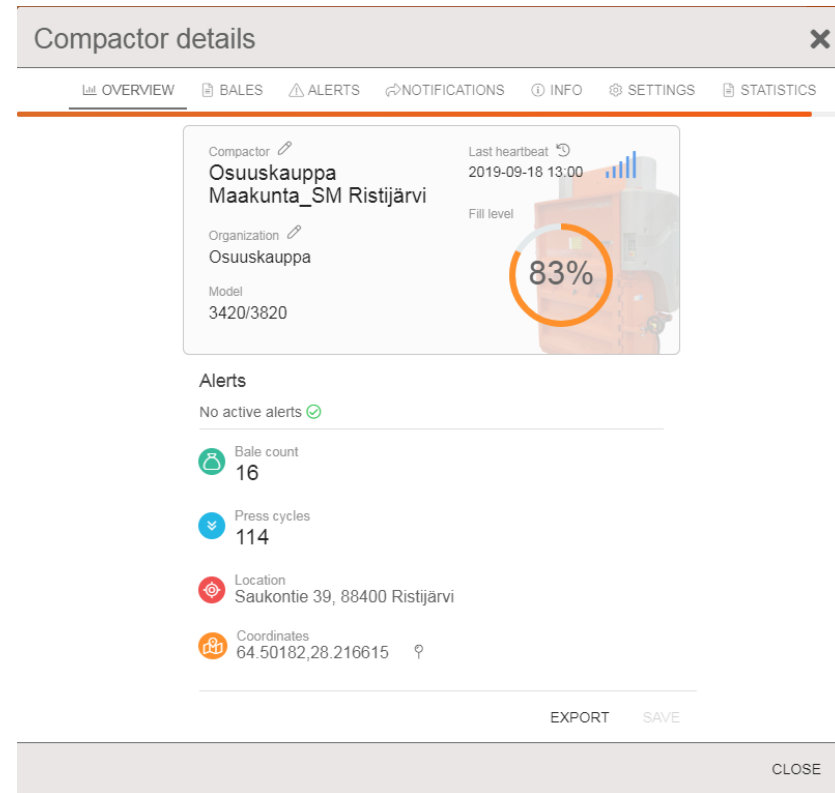 Compactor details
OVERVIEW BALES ALERTS NOTIFICATIONS INFO SETTINGS STATISTICS
Compactor
Osuuskauppa
Maakunta_SM Ristijärvi
Organization
Osuuskauppa
Model
3420/3820
Last heartbeat
2019-09-18 13:00
Fill level
83%
Alerts
No active alerts
Bale count
16
Press cycles
114
Location
Saukontie 39, 88400 Ristijärvi
Coordinates
64.50182,28.216615
EXPORT SAVE
CLOSE